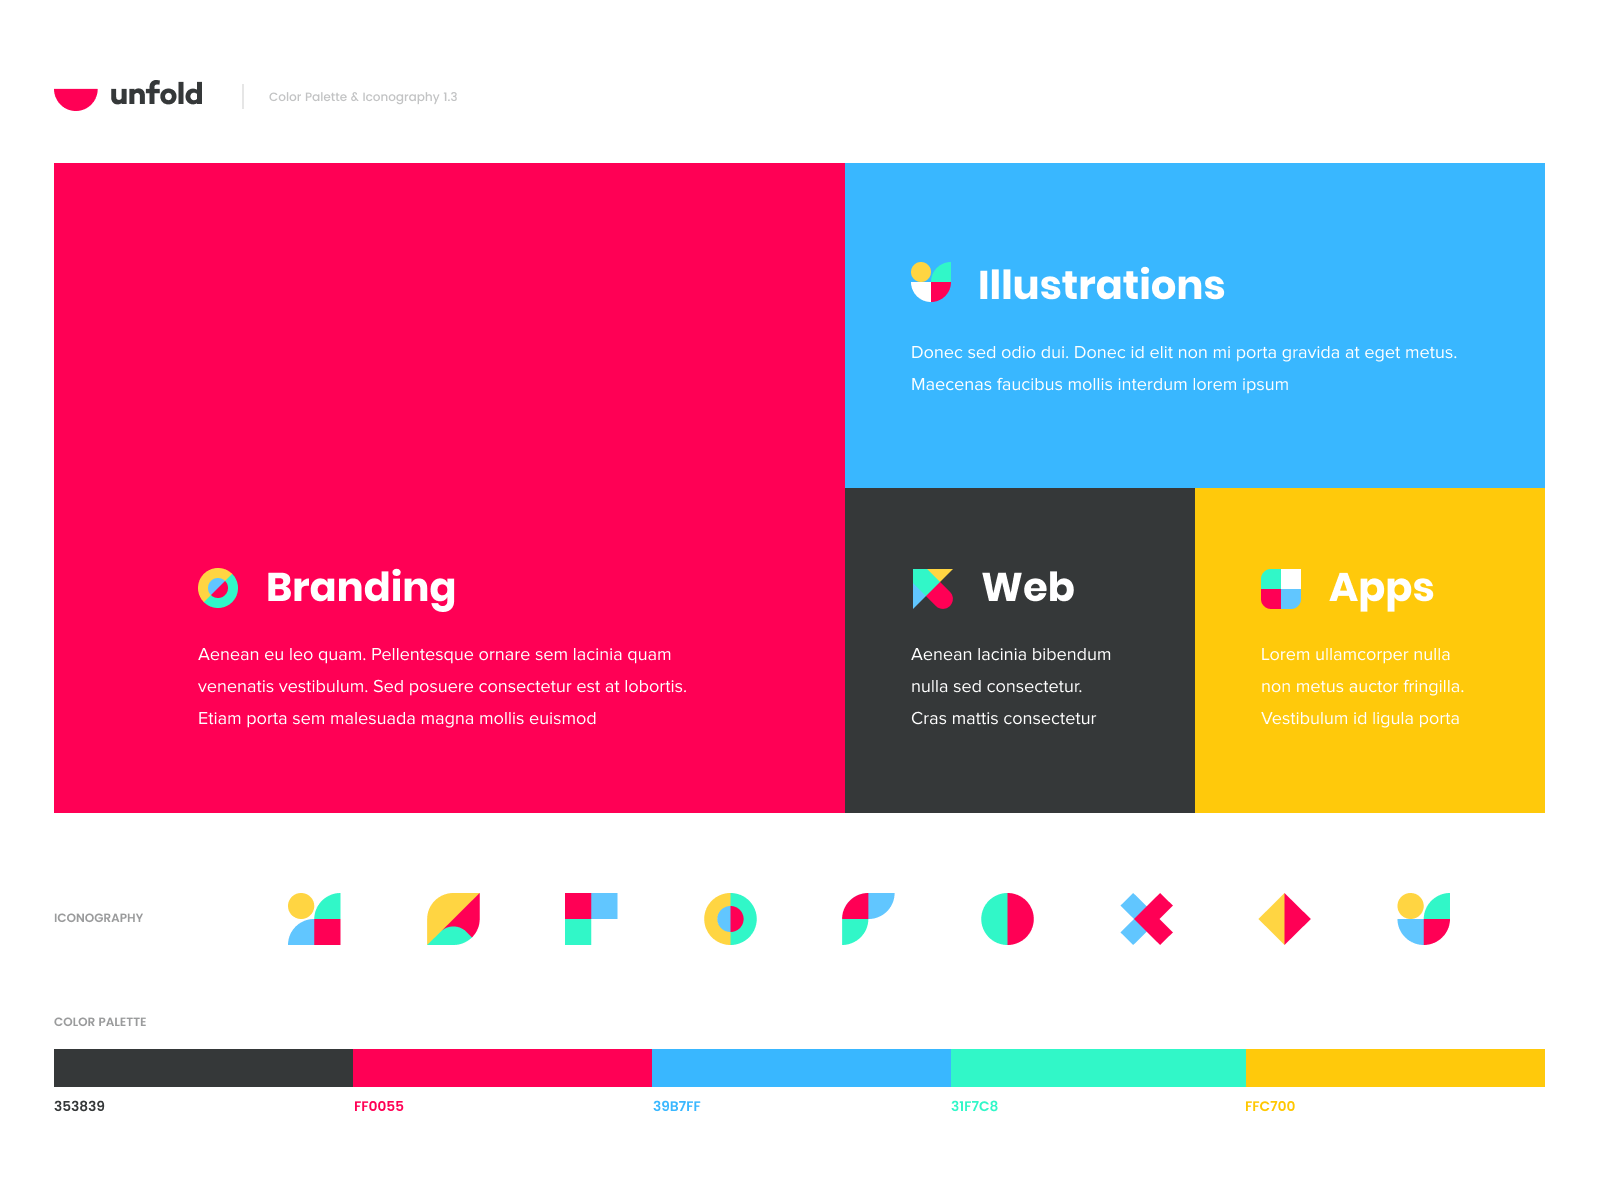 unfold
Color Palette & Iconography 1.3
Illustrations
Donec sed odio dui. Donec id elit non mi porta gravida at eget metus.
Maecenas faucibus mollis interdum lorem ipsum
Branding
Aenean eu leo quam. Pellentesque ornare sem lacinia quam
venenatis vestibulum. Sed posuere consectetur est at lobortis.
Etiam porta sem malesuada magna mollis euismod
Web
Aenean lacinia bibendum
nulla sed consectetur.
Cras mattis consectetur
Apps
Lorem ullamcorper nulla
non metus auctor fringilla.
Vestibulum id ligula porta
ICONOGRAPHY
COLOR PALETTE
353839
FF0055
39B7FF
31F7C8
FFC700